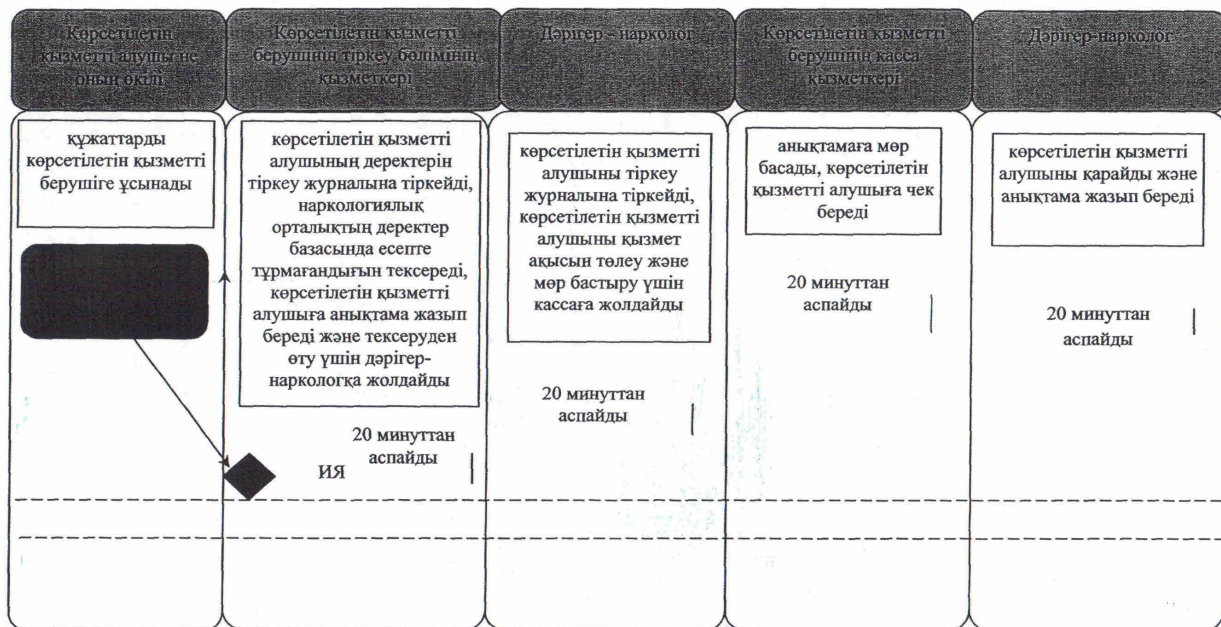 Көрсетілетін
қызметті алушы не
оның өкілі
Көрсетілетін қызметті
берушінің тіркеу бөлімінің
қызметкері
Дәрігер - нарколог
Көрсетілетін қызметті
берушінің касса
қызметкері
Дәрігер-нарколог
құжаттарды
көрсетілетін қызметті
берушіге ұсынады
көрсетілетін қызметті
алушының деректерін
тіркеу журналына тіркейді,
наркологиялық
орталықтың деректер
базасында есепте
тұрмағандығын тексереді,
көрсетілетін қызметті
алушыға анықтама жазып
береді және тексеруден
өту үшін дәрігер-
наркологқа жолдайды
20 минуттан
аспайды
ИЯ
көрсетілетін қызметті
алушыны тіркеу
журналына тіркейді,
көрсетілетін қызметті
алушыны қызмет
ақысын төлеу және
мөр бастыру үшін
кассаға жолдайды
20 минуттан
аспайды
анықтамаға мөр
басады, көрсетілетін
қызметті алушыға чек
береді
20 минуттан
аспайды
көрсетілетін қызметті
алушыны қарайды және
анықтама жазып береді
20 минуттан
аспайды